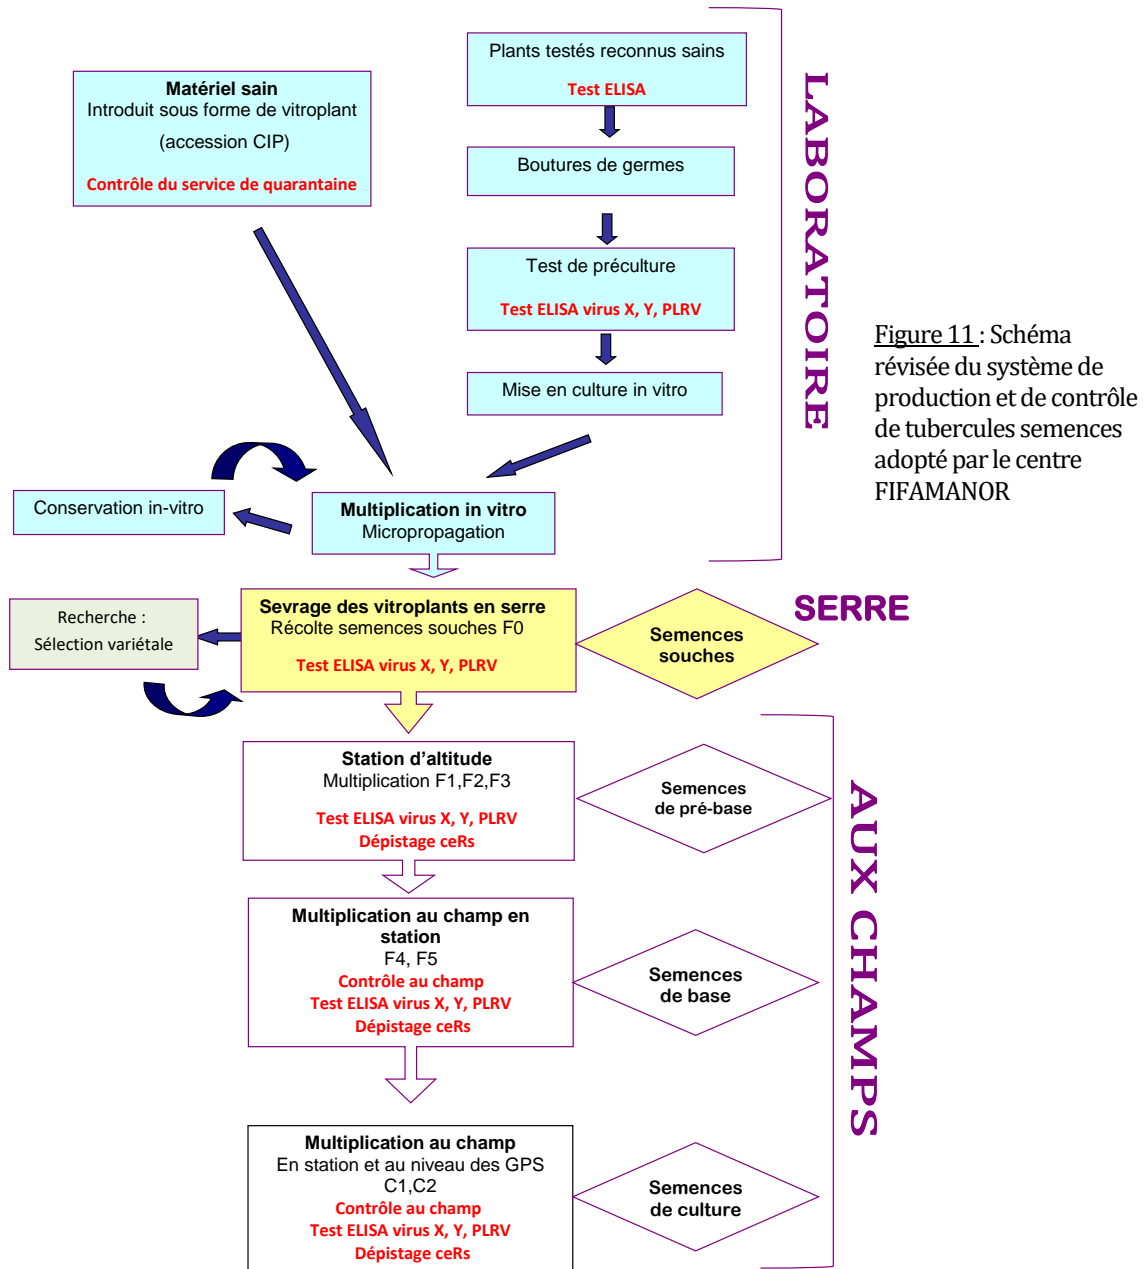 Plants testés reconnus sains
Test ELISA
Matériel sain
Introduit sous forme de vitroplant
(accession CIP)
Contrôle du service de quarantaine
Boutures de germes
Test de préculture
Test ELISA virus X, Y, PLRV
Mise en culture in vitro
LABORATOIRE
Figure 11 : Schéma
révisée du système de
production et de contrôle
de tubercules semences
adopté par le centre
FIFAMANOR
Conservation in-vitro
Multiplication in vitro
Micropropagation
Sevrage des vitroplants en serre
Récolte semences souches F0
Test ELISA virus X, Y, PLRV
Recherche :
Sélection variétale
Semences
souches
SERRE
Station d'altitude
Multiplication F1,F2,F3
Test ELISA virus X, Y, PLRV
Dépistage ceRs
Semences
de pré-base
Multiplication au champ en
station
F4, F5
Contrôle au champ
Test ELISA virus X, Y, PLRV
Dépistage ceRs
Semences
de base
AUX CHAMPS
Multiplication au champ
En station et au niveau des GPS
C1,C2
Contrôle au champ
Test ELISA virus X, Y, PLRV
Dépistage ceRs
Semences
de culture